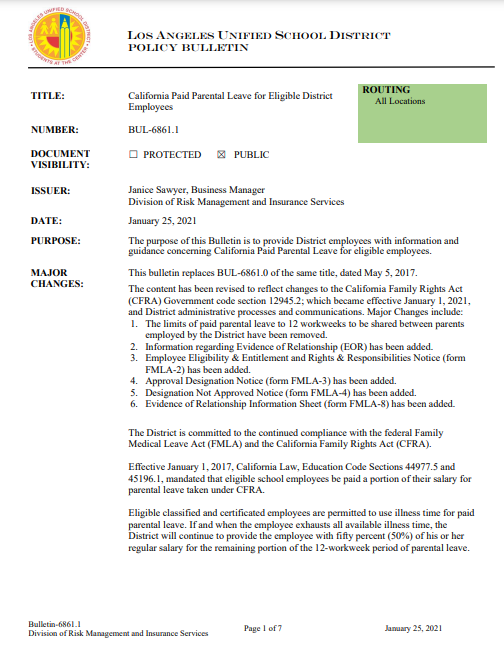 LOS ANGELES UNIFIED SCHOOL DISTRICT
POLICY BULLETIN
TITLE: California Paid Parental Leave for Eligible District
Employees
ROUTING
All Locations
NUMBER: BUL-6861.1
DOCUMENT VISIBILITY: ☐ PROTECTED ☒ PUBLIC
ISSUER: Janice Sawyer, Business Manager
Division of Risk Management and Insurance Services
DATE: January 25, 2021
PURPOSE: The purpose of this Bulletin is to provide District employees with information and
guidance concerning California Paid Parental Leave for eligible employees.
MAJOR CHANGES: This bulletin replaces BUL-6861.0 of the same title, dated May 5, 2017.
The content has been revised to reflect changes to the California Family Rights Act
(CFRA) Government code section 12945.2; which became effective January 1, 2021,
and District administrative processes and communications. Major Changes include:
1. The limits of paid parental leave to 12 workweeks to be shared between parents
employed by the District have been removed.
2. Information regarding Evidence of Relationship (EOR) has been added.
3. Employee Eligibility & Entitlement and Rights & Responsibilities Notice (form
FMLA-2) has been added.
4. Approval Designation Notice (form FMLA-3) has been added.
5. Designation Not Approved Notice (form FMLA-4) has been added.
6. Evidence of Relationship Information Sheet (form FMLA-8) has been added.
The District is committed to the continued compliance with the federal Family
Medical Leave Act (FMLA) and the California Family Rights Act (CFRA).
Effective January 1, 2017, California Law, Education Code Sections 44977.5 and
45196.1, mandated that eligible school employees be paid a portion of their salary for
parental leave taken under CFRA.
Eligible classified and certificated employees are permitted to use illness time for paid
parental leave. If and when the employee exhausts all available illness time, the
District will continue to provide the employee with fifty percent (50%) of his or her
regular salary for the remaining portion of the 12-workweek period of parental leave.
Bulletin-6861.1
Division of Risk Management and Insurance Services
Page 1 of 7
January 25, 2021